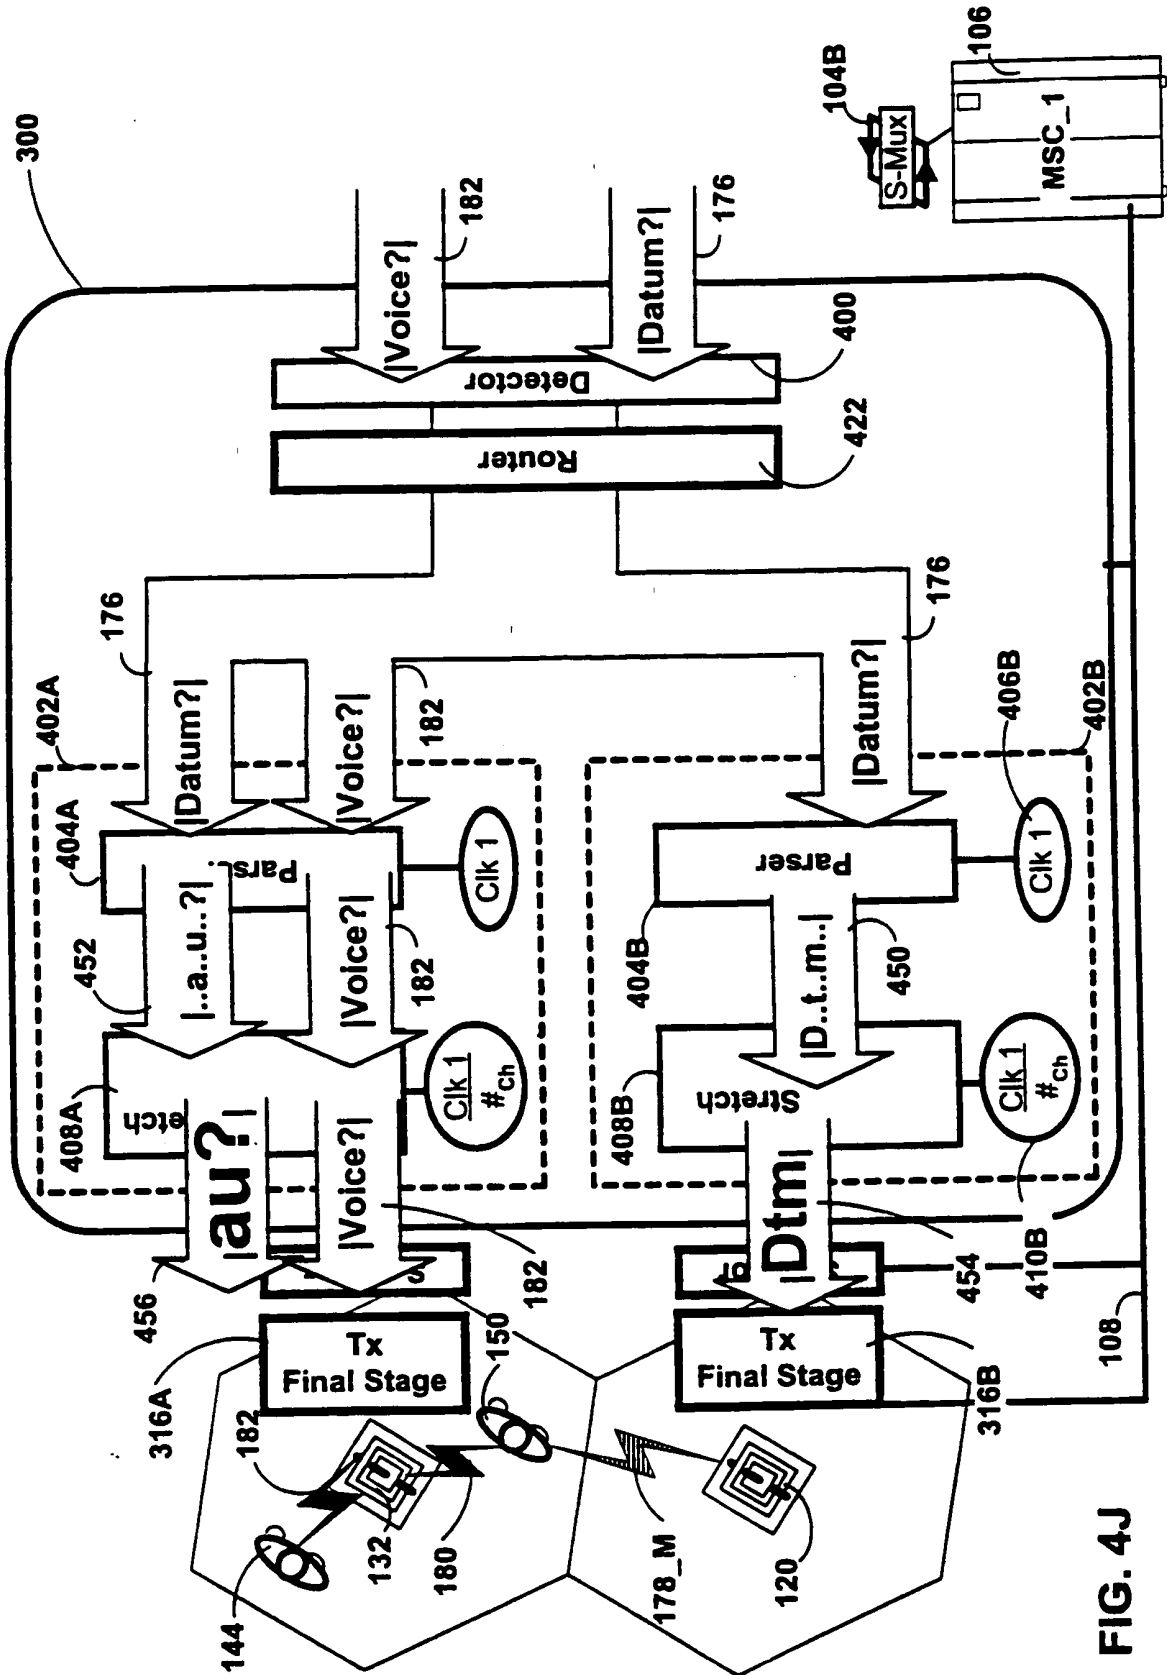 300
|Voice?|
182
|Datum?|
176
104B
S-Mux
106
MSC_1
Detector
400
Router
422
176
|Datum?|
402A
|Voice?|
182
|Datum?|
176
404A
Pars
Clk 1
Parser
Clk 1
406B
402B
452
|..a..u..?|
|Voice?|
182
404B
|D..t..m..|
450
408A
etch
Clk 1
#Ch
408B
Stretch
Clk 1
#Ch
410B
456
|au?|
|Voice?|
182
|Dtm|
454
316A
Tx
Final Stage
150
Tx
Final Stage
316B
108
182
144
132
180
178_M
120
FIG. 4J